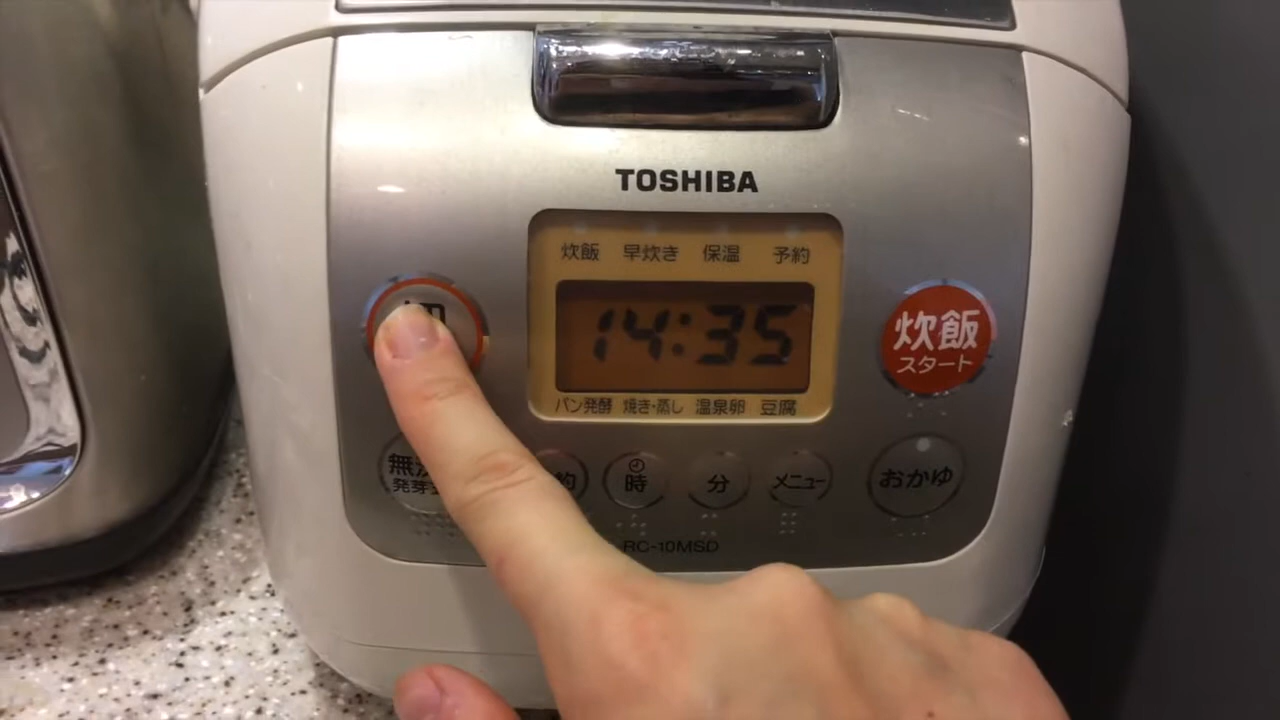 TOSHIBA
炊飯 早炊き 保温 予約
14:35
炊飯
スタート
パン発酵 焼き・蒸し 温泉卵 豆腐
時 分 メニュー おかゆ
RC-10MSD